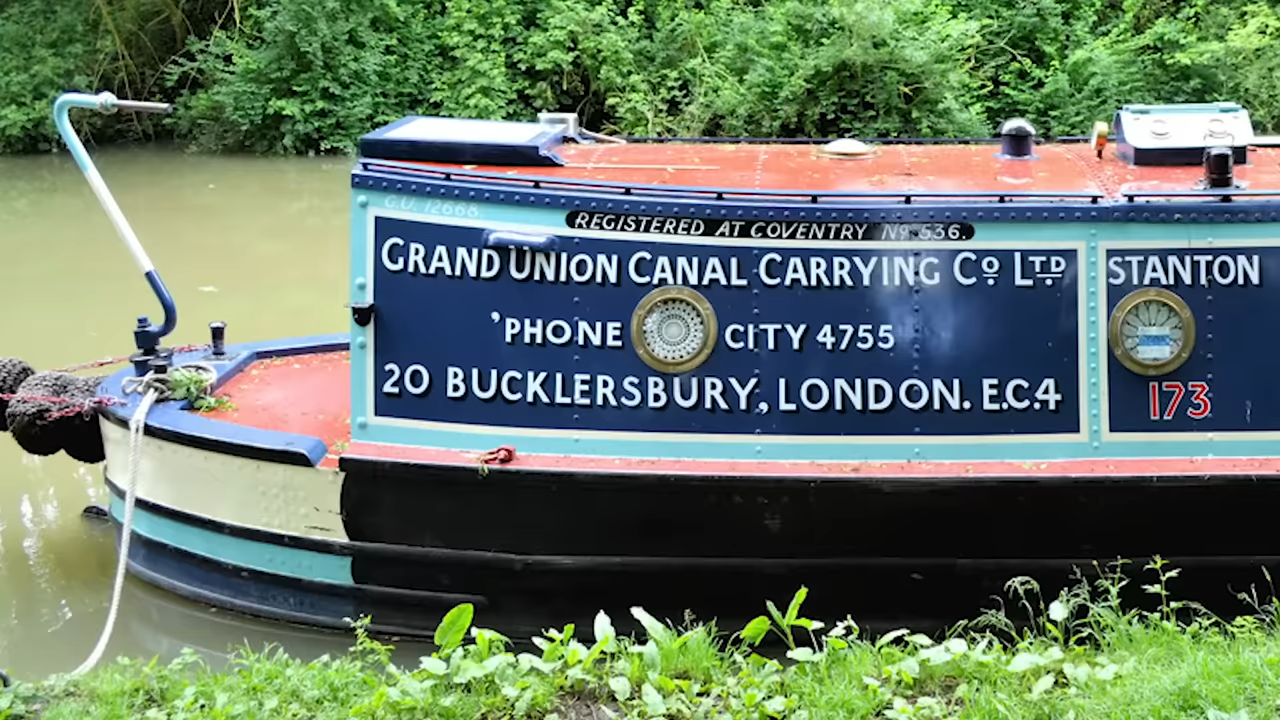 G.U. 12668.
REGISTERED AT COVENTRY No 536.
GRAND UNION CANAL CARRYING Co LTD
'PHONE CITY 4755
20 BUCKLERSBURY, LONDON. E.C.4
STANTON
173